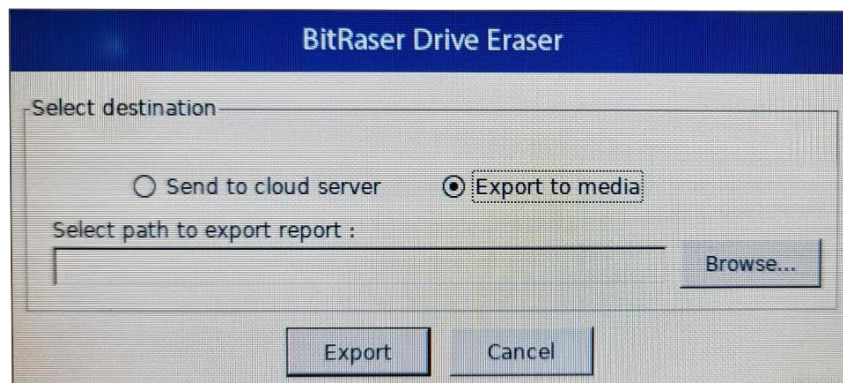 BitRaser Drive Eraser
Select destination
Send to cloud server Export to media
Select path to export report :
Browse...
Export Cancel